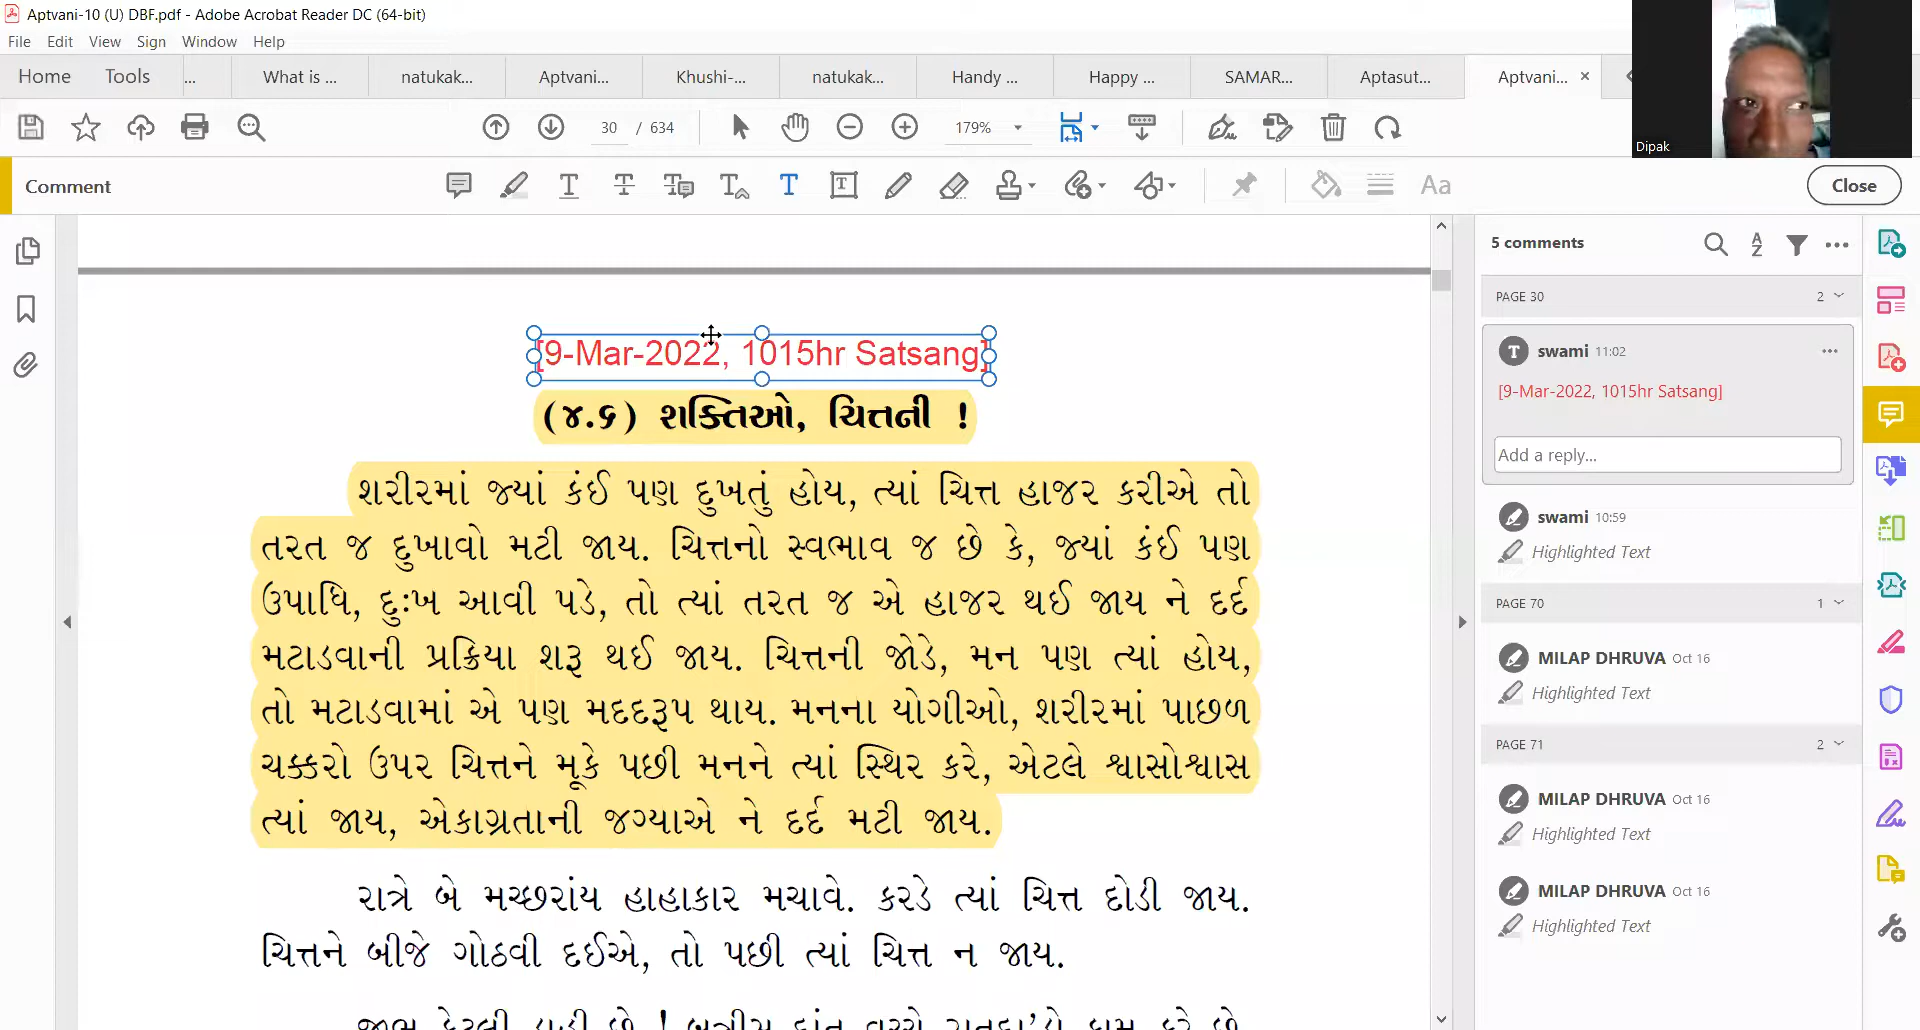 Aptvani-10 (U) DBF.pdf - Adobe Acrobat Reader DC (64-bit)
File Edit View Sign Window Help
Home Tools ... What is ... natukak... Aptvani... Khushi-... natukak... Handy ... Happy ... SAMAR... Aptasut... Aptvani... ×
30 / 634 179%
Dipak
Comment
Close
5 comments
PAGE 30 2
swami 11:02
[9-Mar-2022, 1015hr Satsang]
Add a reply...
swami 10:59
Highlighted Text
PAGE 70 1
MILAP DHRUVA Oct 16
Highlighted Text
PAGE 71 2
MILAP DHRUVA Oct 16
Highlighted Text
MILAP DHRUVA Oct 16
Highlighted Text
[9-Mar-2022, 1015hr Satsang]
(૪.૬) શક્તિઓ, ચિત્તની !
શરીરમાં જ્યાં કંઈ પણ દુખતું હોય, ત્યાં ચિત્ત હાજર કરીએ તો
તરત જ દુખાવો મટી જાય. ચિત્તનો સ્વભાવ જ છે કે, જ્યાં કંઈ પણ
ઉપાધિ, દુઃખ આવી પડે, તો ત્યાં તરત જ એ હાજર થઈ જાય ને દર્દ
મટાડવાની પ્રક્રિયા શરૂ થઈ જાય. ચિત્તની જોડે, મન પણ ત્યાં હોય,
તો મટાડવામાં એ પણ મદદરૂપ થાય. મનના યોગીઓ, શરીરમાં પાછળ
ચક્કરો ઉપર ચિત્તને મૂકે પછી મનને ત્યાં સ્થિર કરે, એટલે શ્વાસોશ્વાસ
ત્યાં જાય, એકાગ્રતાની જગ્યાએ ને દર્દ મટી જાય.
રાત્રે બે મચ્છરાંય હાહાકાર મચાવે. કરડે ત્યાં ચિત્ત દોડી જાય.
ચિત્તને બીજે ગોઠવી દઈએ, તો પછી ત્યાં ચિત્ત ન જાય.